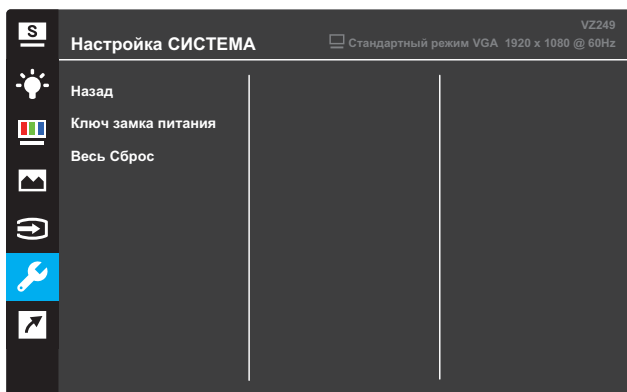 S
VZ249
Настройка СИСТЕМА
Стандартный режим VGA 1920 x 1080 @ 60Hz
Назад
Ключ замка питания
Весь Сброс